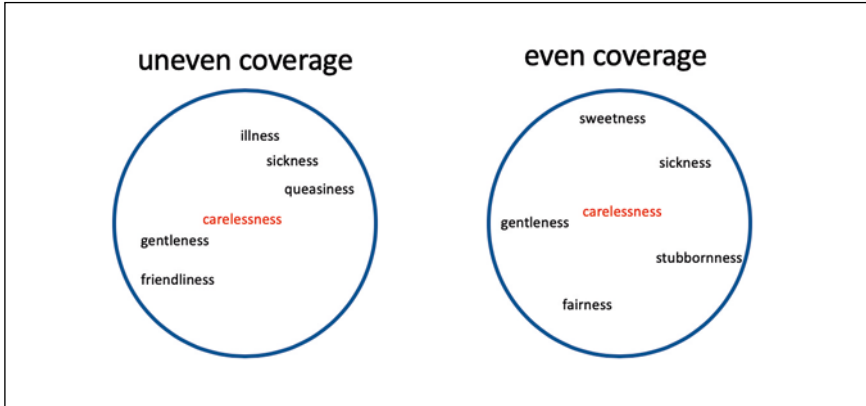 uneven coverage
illness
sickness
queasiness
carelessness
gentleness
friendliness
even coverage
sweetness
sickness
carelessness
gentleness
stubbornness
fairness